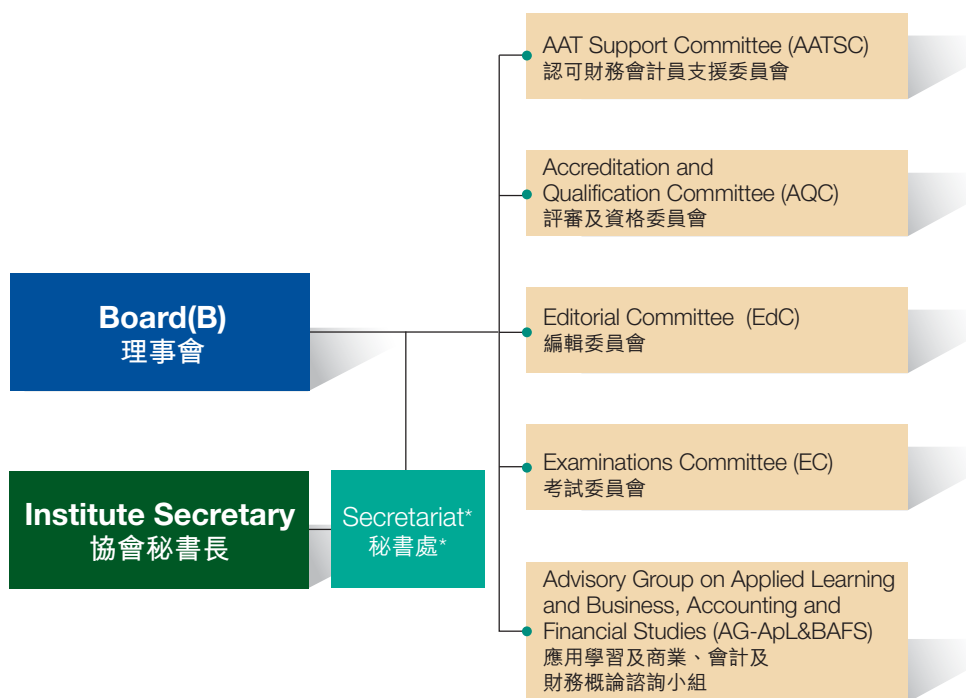 AAT Support Committee (AATSC)
認可財務會計員支援委員會
Accreditation and
Qualification Committee (AQC)
評審及資格委員會
Board(B)
理事會
Editorial Committee (EdC)
編輯委員會
Examinations Committee (EC)
考試委員會
Institute Secretary
協會秘書長
Secretariat*
秘書處*
Advisory Group on Applied Learning
and Business, Accounting and
Financial Studies (AG-ApL&BAFS)
應用學習及商業、會計及
財務概論諮詢小組